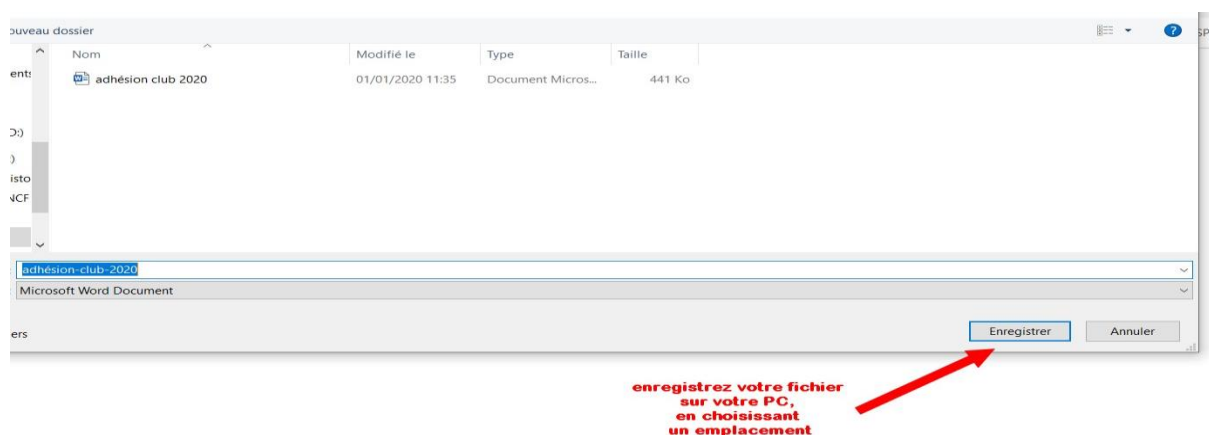 ouveau dossier
Nom Modifié le Type Taille
adhésion club 2020 01/01/2020 11:35 Document Micros... 441 Ko
D:)
isto
NCF
adhésion-club-2020
Microsoft Word Document
ers Enregistrer Annuler
enregistrez votre fichier
sur votre PC,
en choisissant
un emplacement